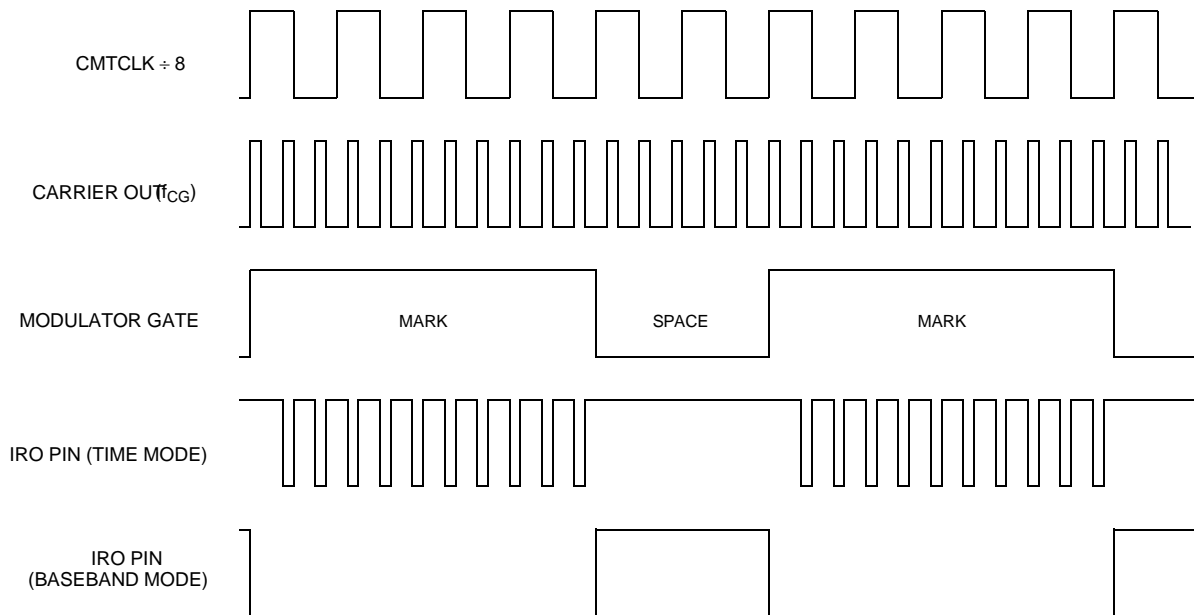 CMTCLK ÷ 8
CARRIER OUT(fCG)
MODULATOR GATE
MARK
SPACE
MARK
IRO PIN (TIME MODE)
IRO PIN
(BASEBAND MODE)